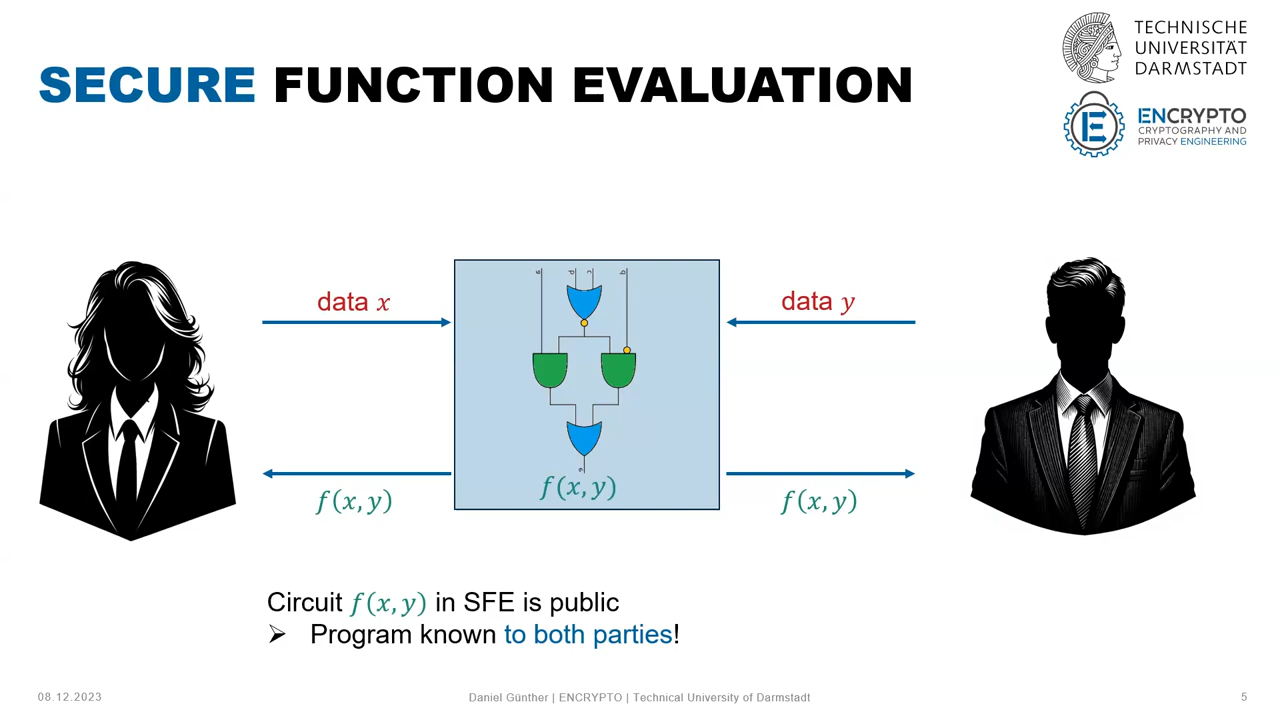 SECURE FUNCTION EVALUATION
TECHNISCHE
UNIVERSITÄT
DARMSTADT
ENCRYPTO
CRYPTOGRAPHY AND
PRIVACY ENGINEERING
data x
data y
f(x, y)
f(x, y)
f(x, y)
Circuit f(x, y) in SFE is public
➢ Program known to both parties!
08.12.2023
Daniel Günther | ENCRYPTO | Technical University of Darmstadt
5